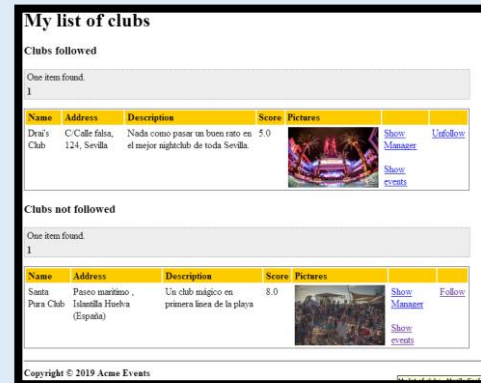 My list of clubs
Clubs followed
One item found.
1
Name Address Description Score Pictures
Drai's Club C/Calle falsa, 124, Sevilla Nada como pasar un buen rato en el mejor nightclub de toda Sevilla. 5.0 Show Manager Show events Unfollow
Clubs not followed
One item found.
1
Name Address Description Score Pictures
Santa Pura Club Paseo maritimo , Islantilla Huelva (España) Un club mágico en primera linea de la playa 8.0 Show Manager Show events Follow
Copyright © 2019 Acme Events